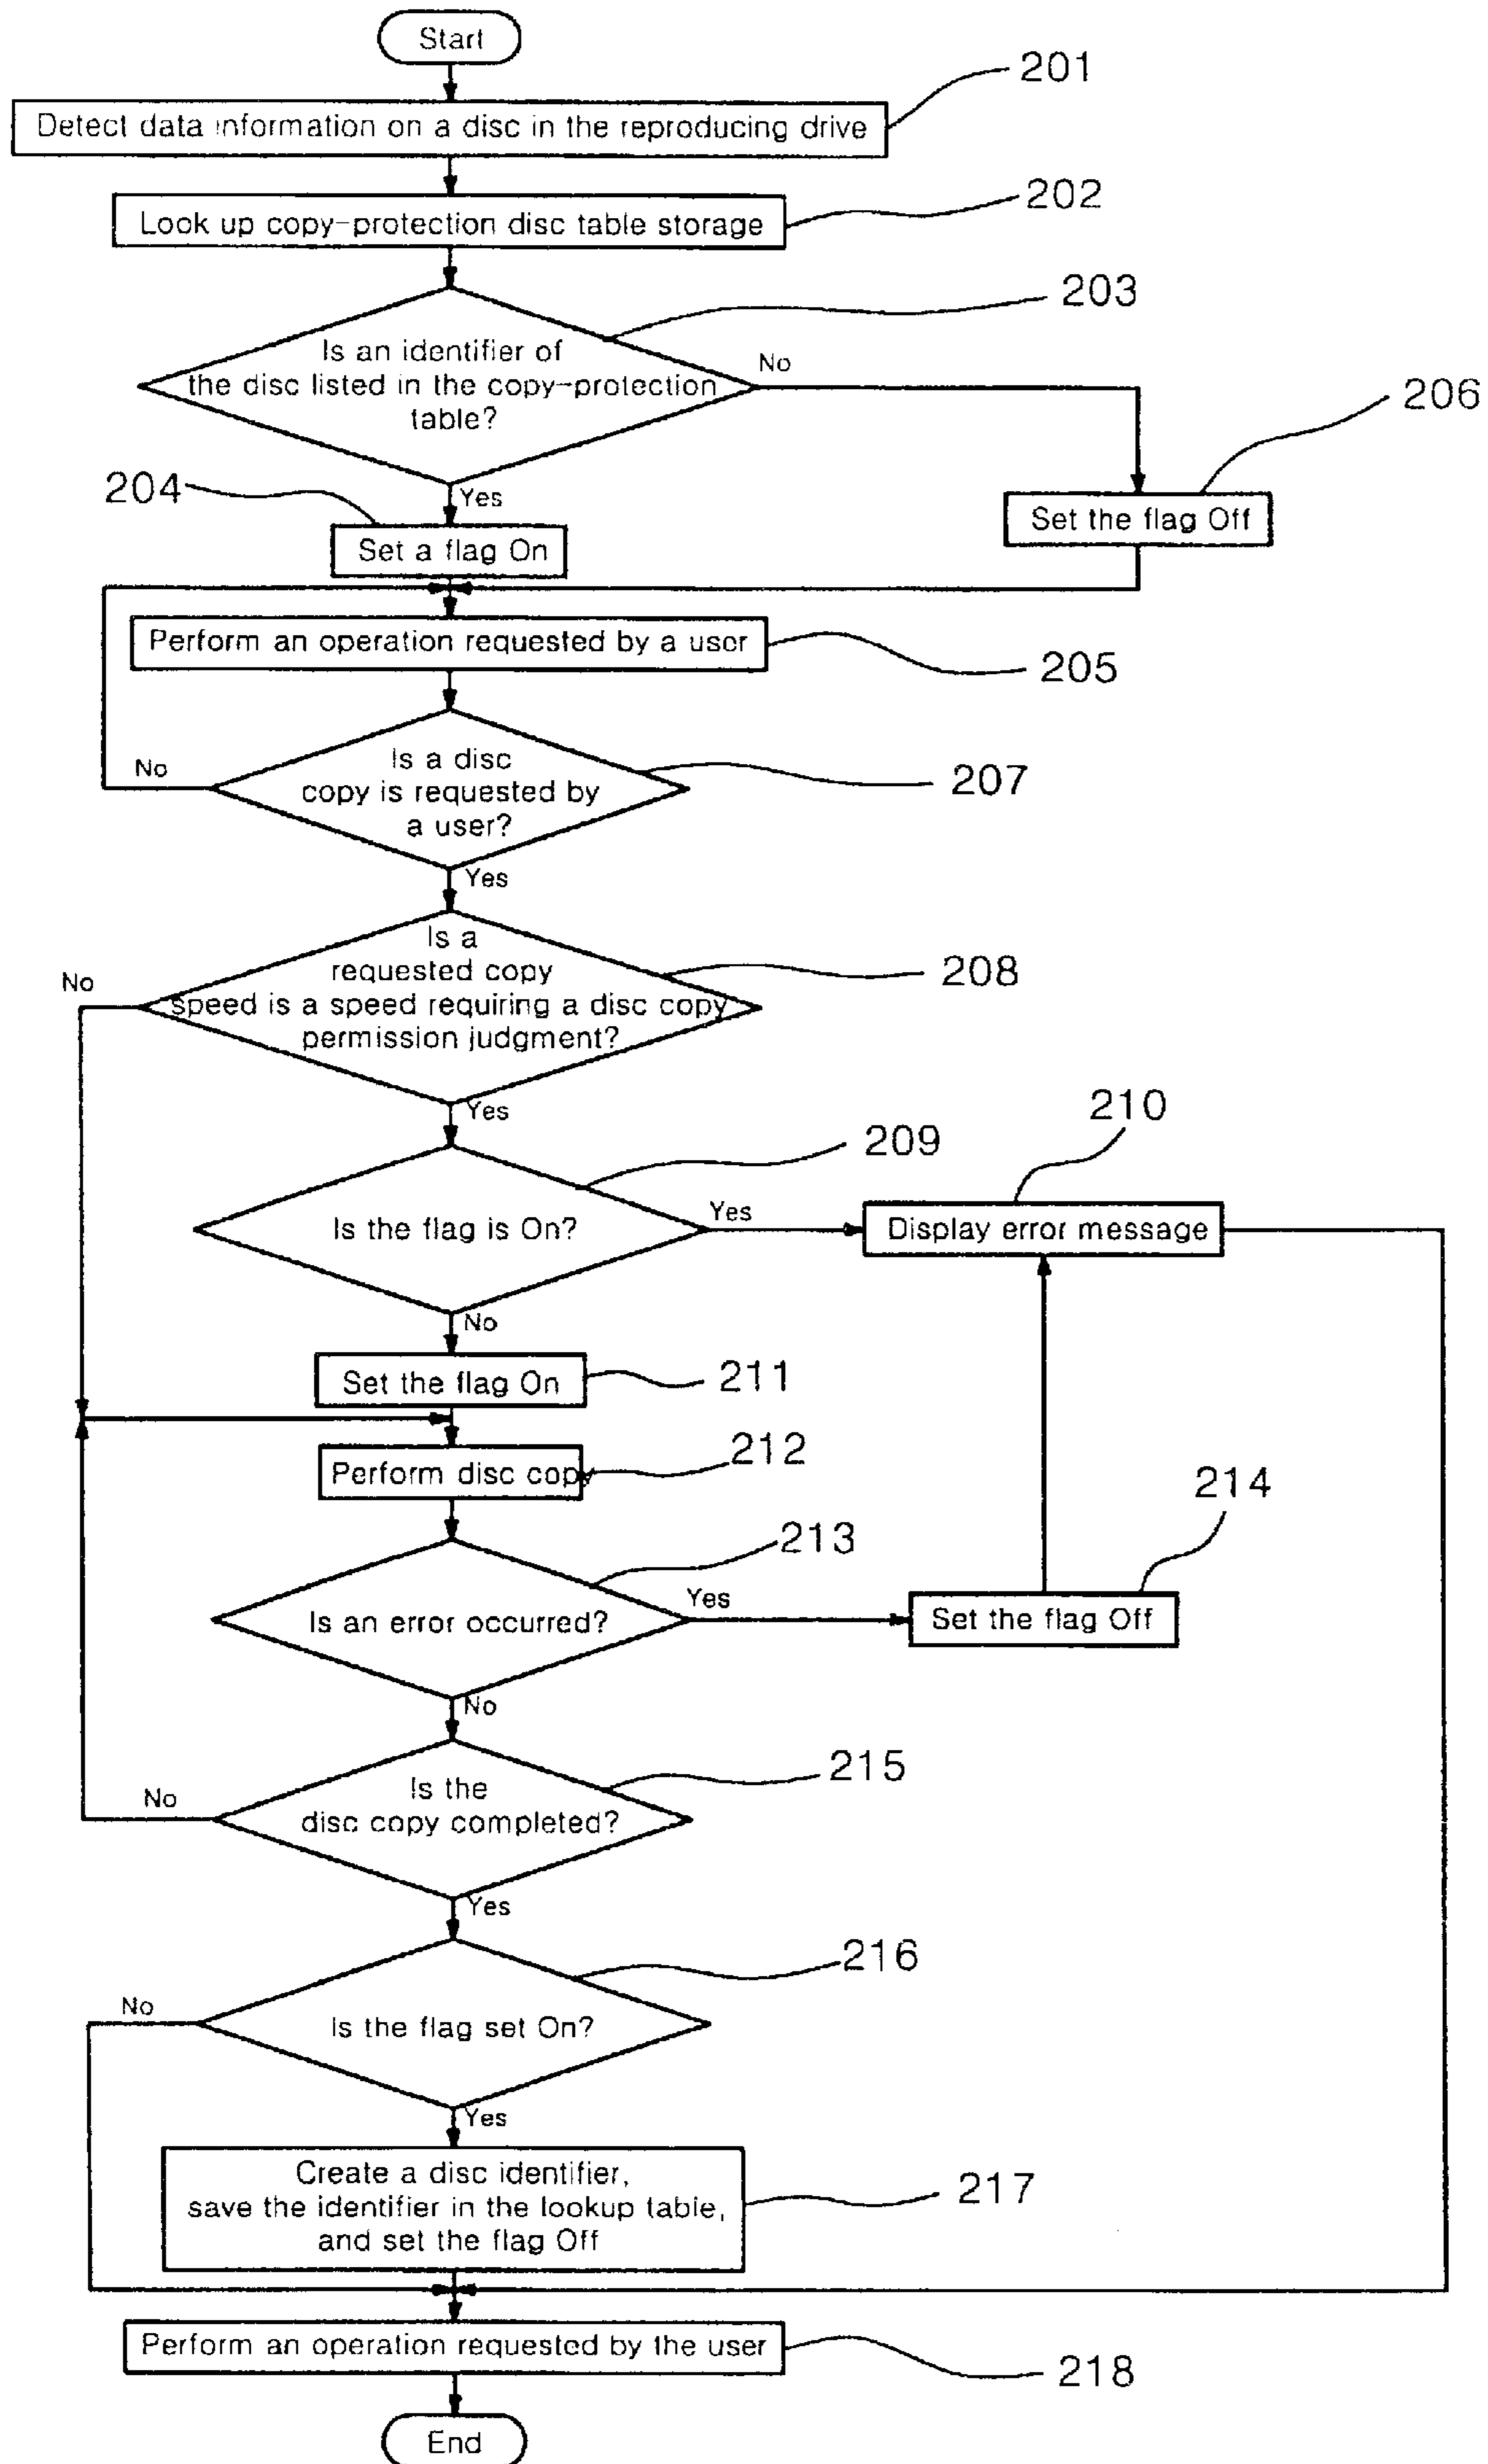 Start
201
Detect data information on a disc in the reproducing drive
202
Look up copy-protection disc table storage
203
Is an identifier of
the disc listed in the copy-protection
table?
No
206
204
Yes
Set the flag Off
Set a flag On
Perform an operation requested by a user
205
Is a disc
copy is requested by
a user?
No
207
Yes
Is a
requested copy
speed is a speed requiring a disc copy
permission judgment?
No
208
Yes
210
209
Is the flag is On?
Yes
Display error message
No
Set the flag On
211
212
Perform disc copy
214
213
Is an error occurred?
Yes
Set the flag Off
No
215
Is the
disc copy completed?
No
Yes
216
No
Is the flag set On?
Yes
Create a disc identifier,
save the identifier in the lookup table,
and set the flag Off
217
Perform an operation requested by the user
218
End